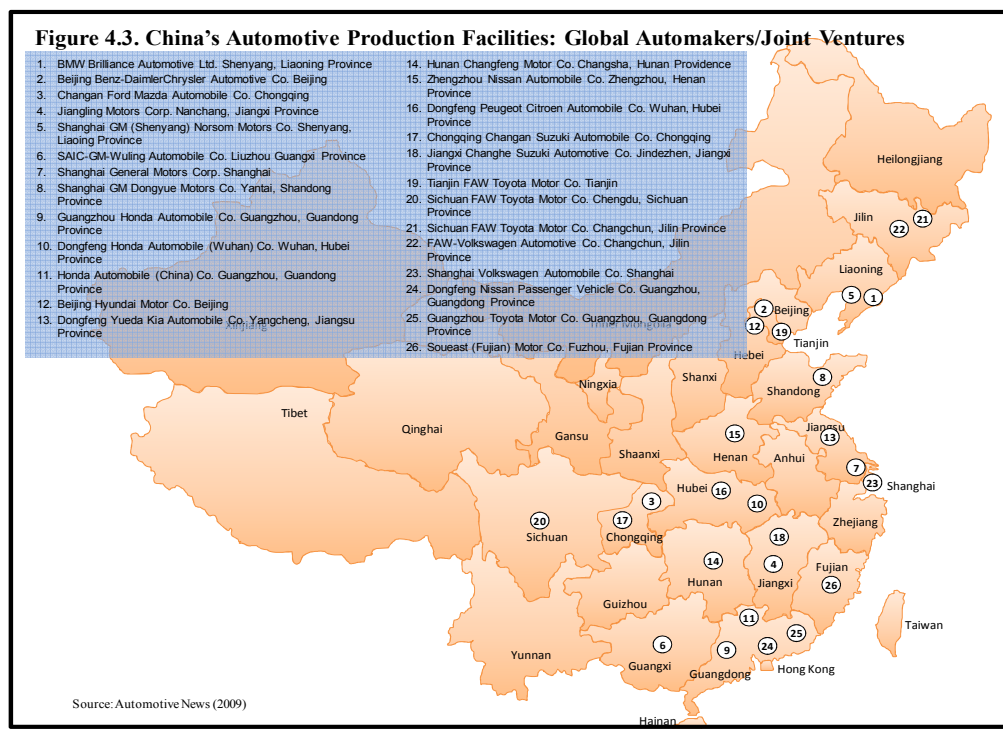 Figure 4.3. China's Automotive Production Facilities: Global Automakers/Joint Ventures
1. BMW Brilliance Automotive Ltd. Shenyang, Liaoning Province
2. Beijing Benz-DaimlerChrysler Automotive Co. Beijing
3. Changan Ford Mazda Automobile Co. Chongqing
4. Jiangling Motors Corp. Nanchang, Jiangxi Province
5. Shanghai GM (Shenyang) Norsom Motors Co. Shenyang,
Liaoing Province
6. SAIC-GM-Wuling Automobile Co. Liuzhou Guangxi Province
7. Shanghai General Motors Corp. Shanghai
8. Shanghai GM Dongyue Motors Co. Yantai, Shandong
Province
9. Guangzhou Honda Automobile Co. Guangzhou, Guandong
Province
10. Dongfeng Honda Automobile (Wuhan) Co. Wuhan, Hubei
Province
11. Honda Automobile (China) Co. Guangzhou, Guandong
Province
12. Beijing Hyundai Motor Co. Beijing
13. Dongfeng Yueda Kia Automobile Co. Yangcheng, Jiangsu
Province
14. Hunan Changfeng Motor Co. Changsha, Hunan Providence
15. Zhengzhou Nissan Automobile Co. Zhengzhou, Henan
Province
16. Dongfeng Peugeot Citroen Automobile Co. Wuhan, Hubei
Province
17. Chongqing Changan Suzuki Automobile Co. Chongqing
18. Jiangxi Changhe Suzuki Automotive Co. Jindezhen, Jiangxi
Province
19. Tianjin FAW Toyota Motor Co. Tianjin
20. Sichuan FAW Toyota Motor Co. Chengdu, Sichuan
Province
21. Sichuan FAW Toyota Motor Co. Changchun, Jilin Province
22. FAW-Volkswagen Automotive Co. Changchun, Jilin
Province
23. Shanghai Volkswagen Automobile Co. Shanghai
24. Dongfeng Nissan Passenger Vehicle Co. Guangzhou,
Guangdong Province
25. Guangzhou Toyota Motor Co. Guangzhou, Guangdong
Province
26. Soueast (Fujian) Motor Co. Fuzhou, Fujian Province
Heilongjiang
Jilin
21
22
Liaoning
5
1
Xinjiang
Inner Mongolia
2
Beijing
12
19
Tianjin
Hebei
Ningxia
Shanxi
8
Shandong
Tibet
Qinghai
Gansu
Shaanxi
15
Henan
Jiangsu
13
Anhui
7
23
Shanghai
Hubei
16
10
3
20
Sichuan
17
Chongqing
Zhejiang
18
14
Hunan
4
Jiangxi
Fujian
26
Guizhou
Taiwan
11
25
24
9
Guangdong
Hong Kong
6
Guangxi
Yunnan
Hainan
Source: Automotive News (2009)